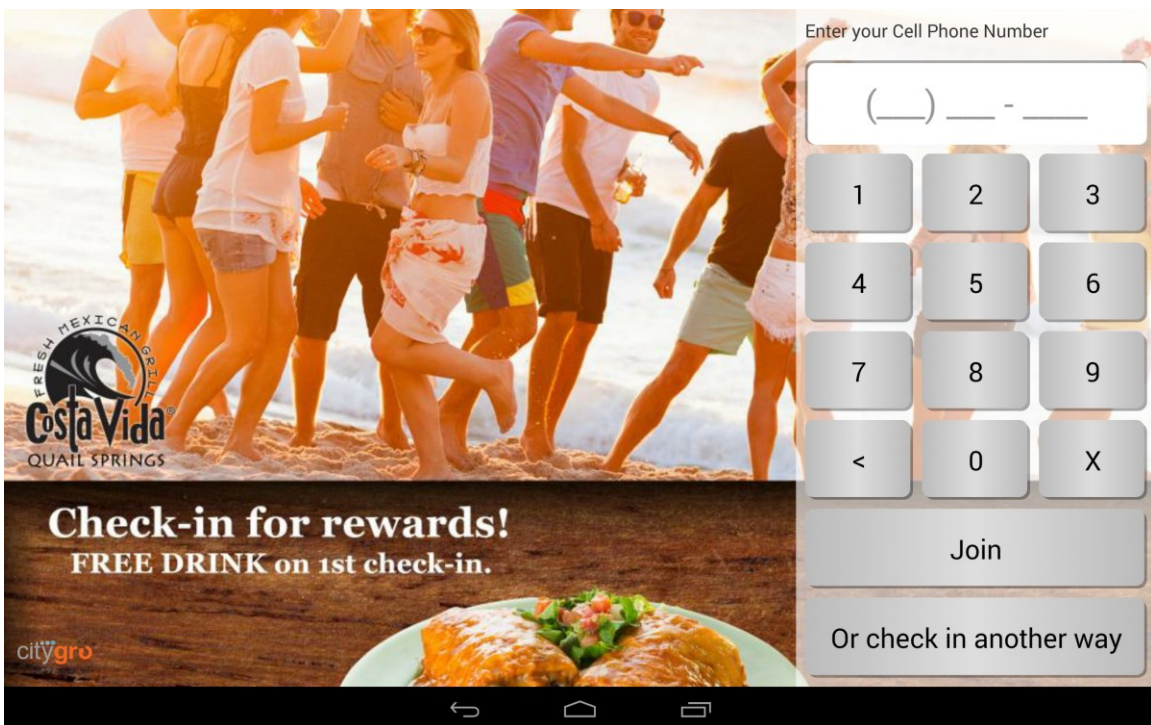 Enter your Cell Phone Number
(___) ___ - ____
1 2 3
4 5 6
7 8 9
< 0 X
Join
Or check in another way
FRESH MEXICAN GRILL
Costa Vida®
QUAIL SPRINGS
Check-in for rewards!
FREE DRINK on 1st check-in.
citygro